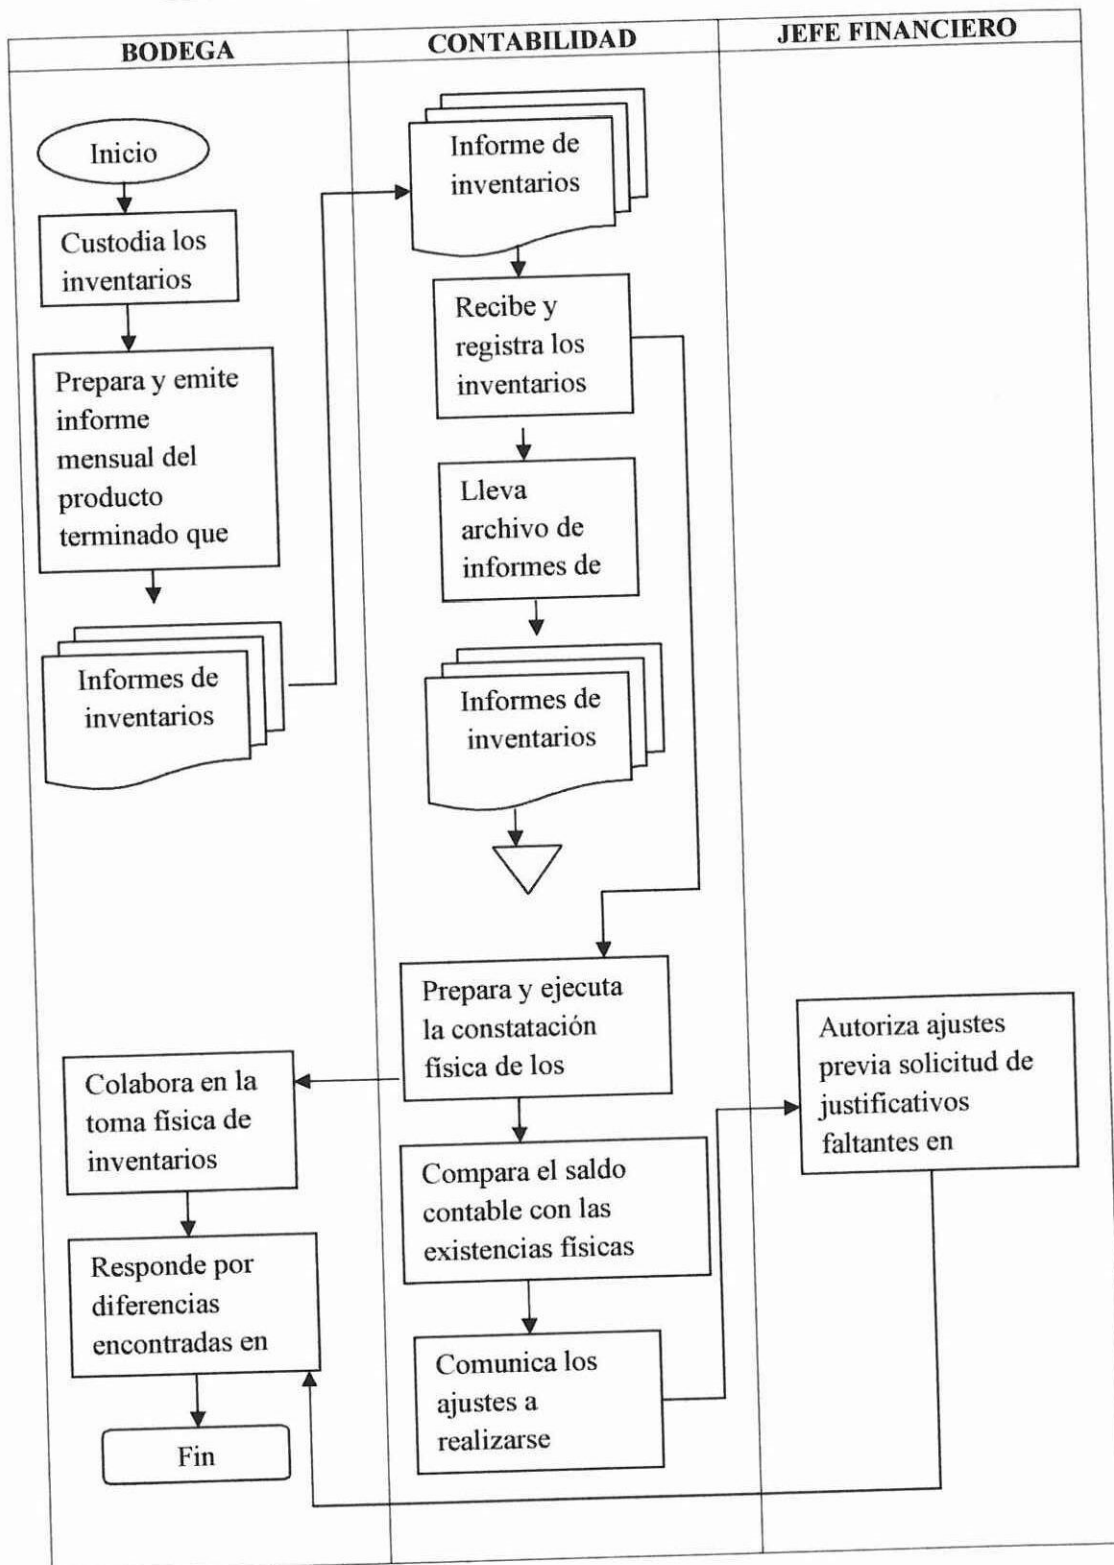 BODEGA
CONTABILIDAD
JEFE FINANCIERO
Inicio
Custodia los
inventarios
Prepara y emite
informe
mensual del
producto
terminado que
Informes de
inventarios
Informe de
inventarios
Recibe y
registra los
inventarios
Lleva
archivo de
informes de
Informes de
inventarios
Prepara y ejecuta
la constatación
física de los
Colabora en la
toma física de
inventarios
Compara el saldo
contable con las
existencias físicas
Comunica los
ajustes a
realizarse
Autoriza ajustes
previa solicitud de
justificativos
faltantes en
Responde por
diferencias
encontradas en
Fin